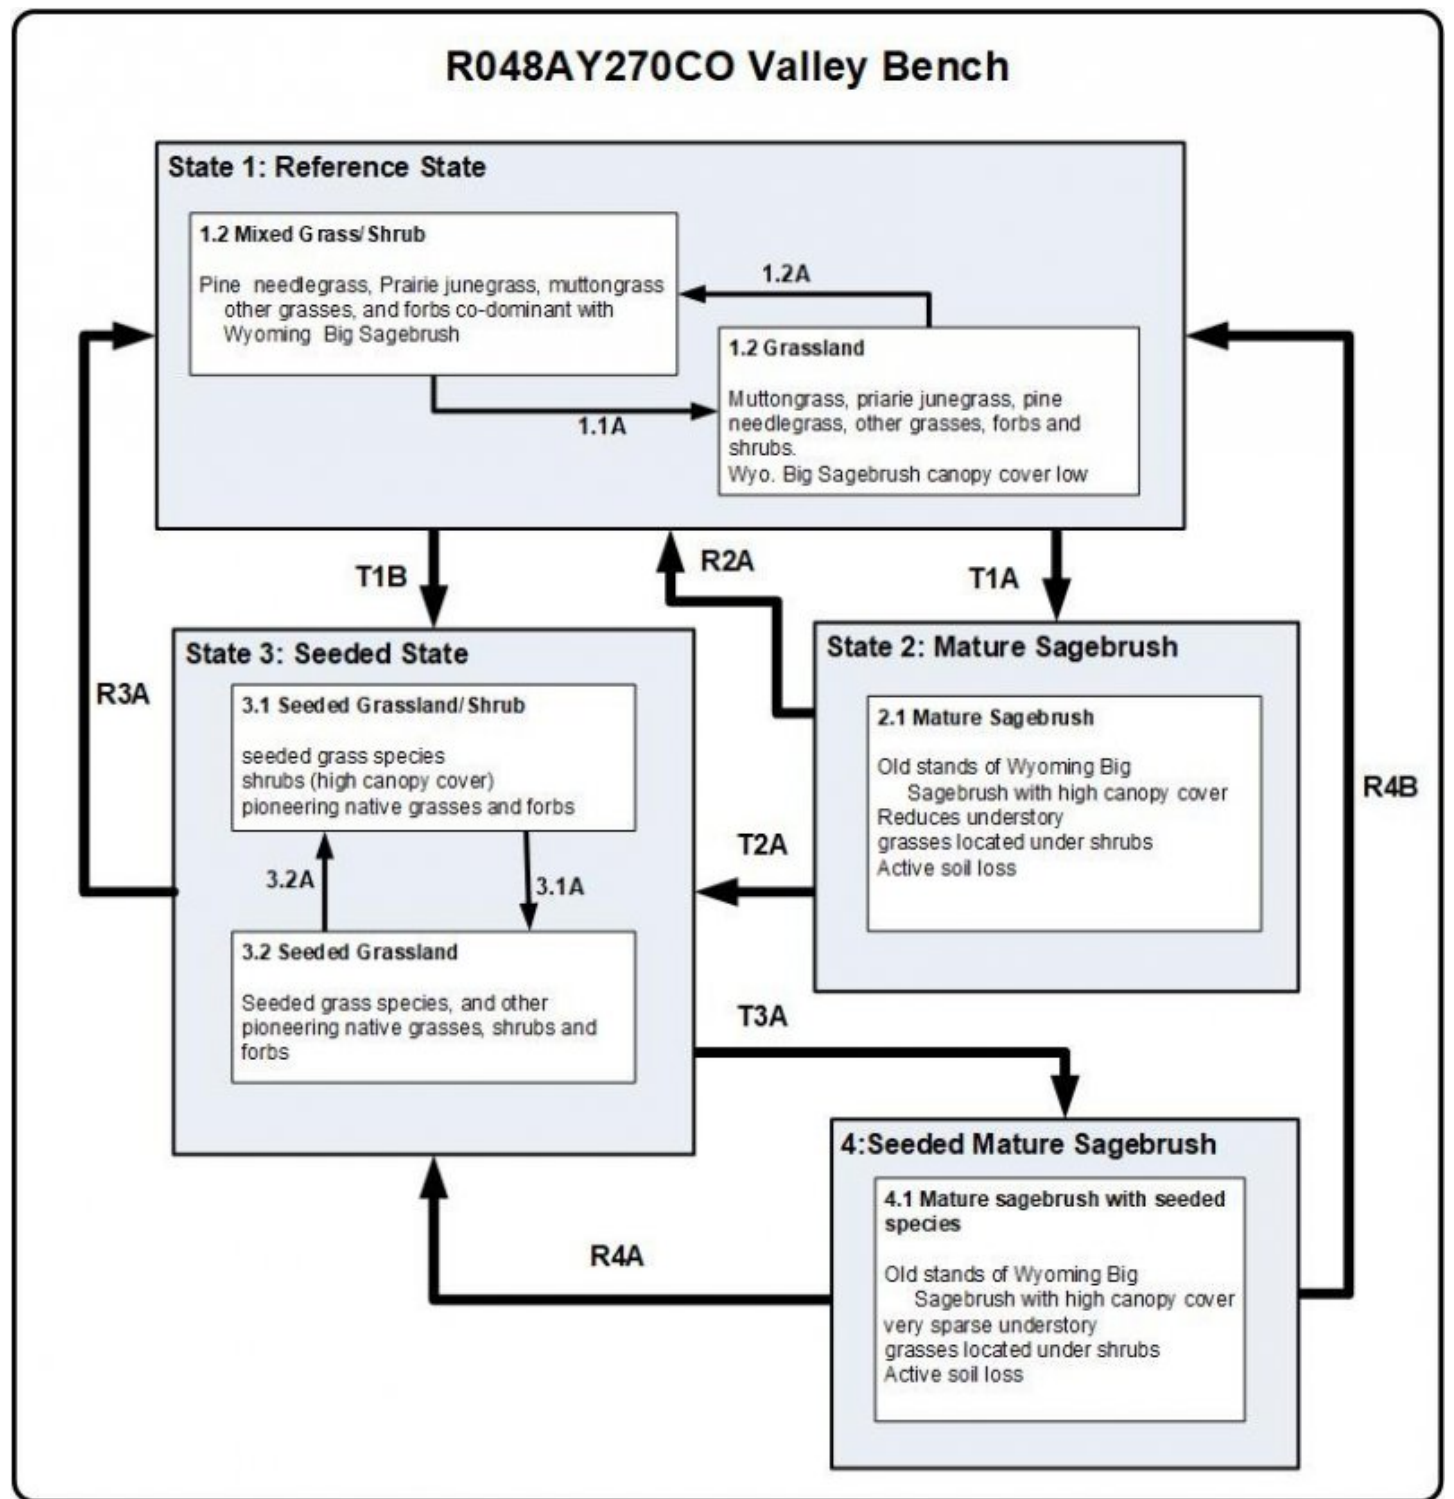 R048AY270CO Valley Bench
State 1: Reference State
1.2 Mixed Grass/Shrub
Pine needlegrass, Prairie junegrass, muttongrass
other grasses, and forbs co-dominant with
Wyoming Big Sagebrush
1.2A
1.2 Grassland
Muttongrass, priarie junegrass, pine
needlegrass, other grasses, forbs and
shrubs.
Wyo. Big Sagebrush canopy cover low
1.1A
T1B
R2A
T1A
State 3: Seeded State
3.1 Seeded Grassland/Shrub
seeded grass species
shrubs (high canopy cover)
pioneering native grasses and forbs
3.2A
3.1A
3.2 Seeded Grassland
Seeded grass species, and other
pioneering native grasses, shrubs and
forbs
R3A
State 2: Mature Sagebrush
2.1 Mature Sagebrush
Old stands of Wyoming Big
Sagebrush with high canopy cover
Reduces understory
grasses located under shrubs
Active soil loss
R4B
T2A
T3A
4:Seeded Mature Sagebrush
4.1 Mature sagebrush with seeded
species
Old stands of Wyoming Big
Sagebrush with high canopy cover
very sparse understory
grasses located under shrubs
Active soil loss
R4A